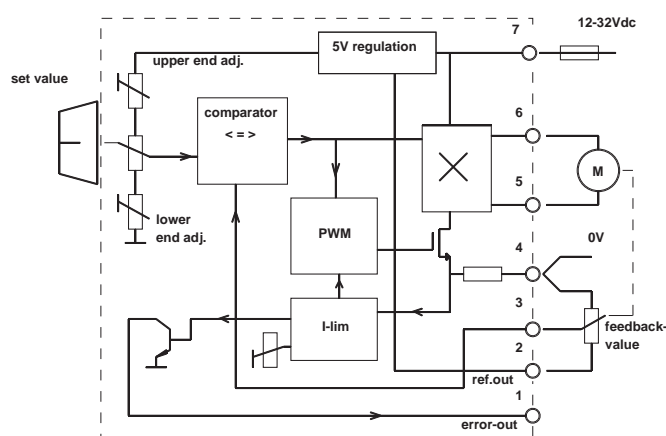 12-32Vdc
7
5V regulation
upper end adj.
set value
comparator
< = >
6
M
5
lower
end adj.
PWM
4
0V
3
I-lim
feedback-
value
2
ref.out
1
error-out